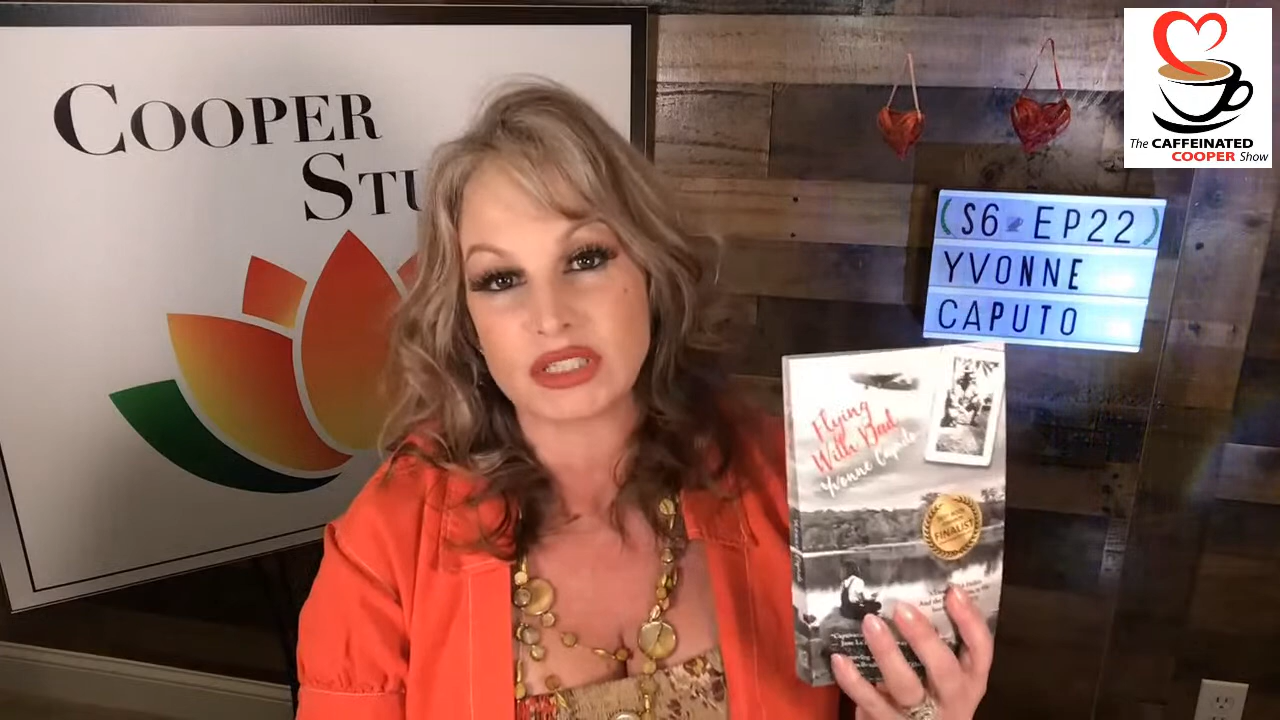 COOPER
STU
The CAFFEINATED
COOPER Show
(S6 EP22)
YVONNE
CAPUTO
Flying
With Dad
Yvonne Caputo
FINALIST